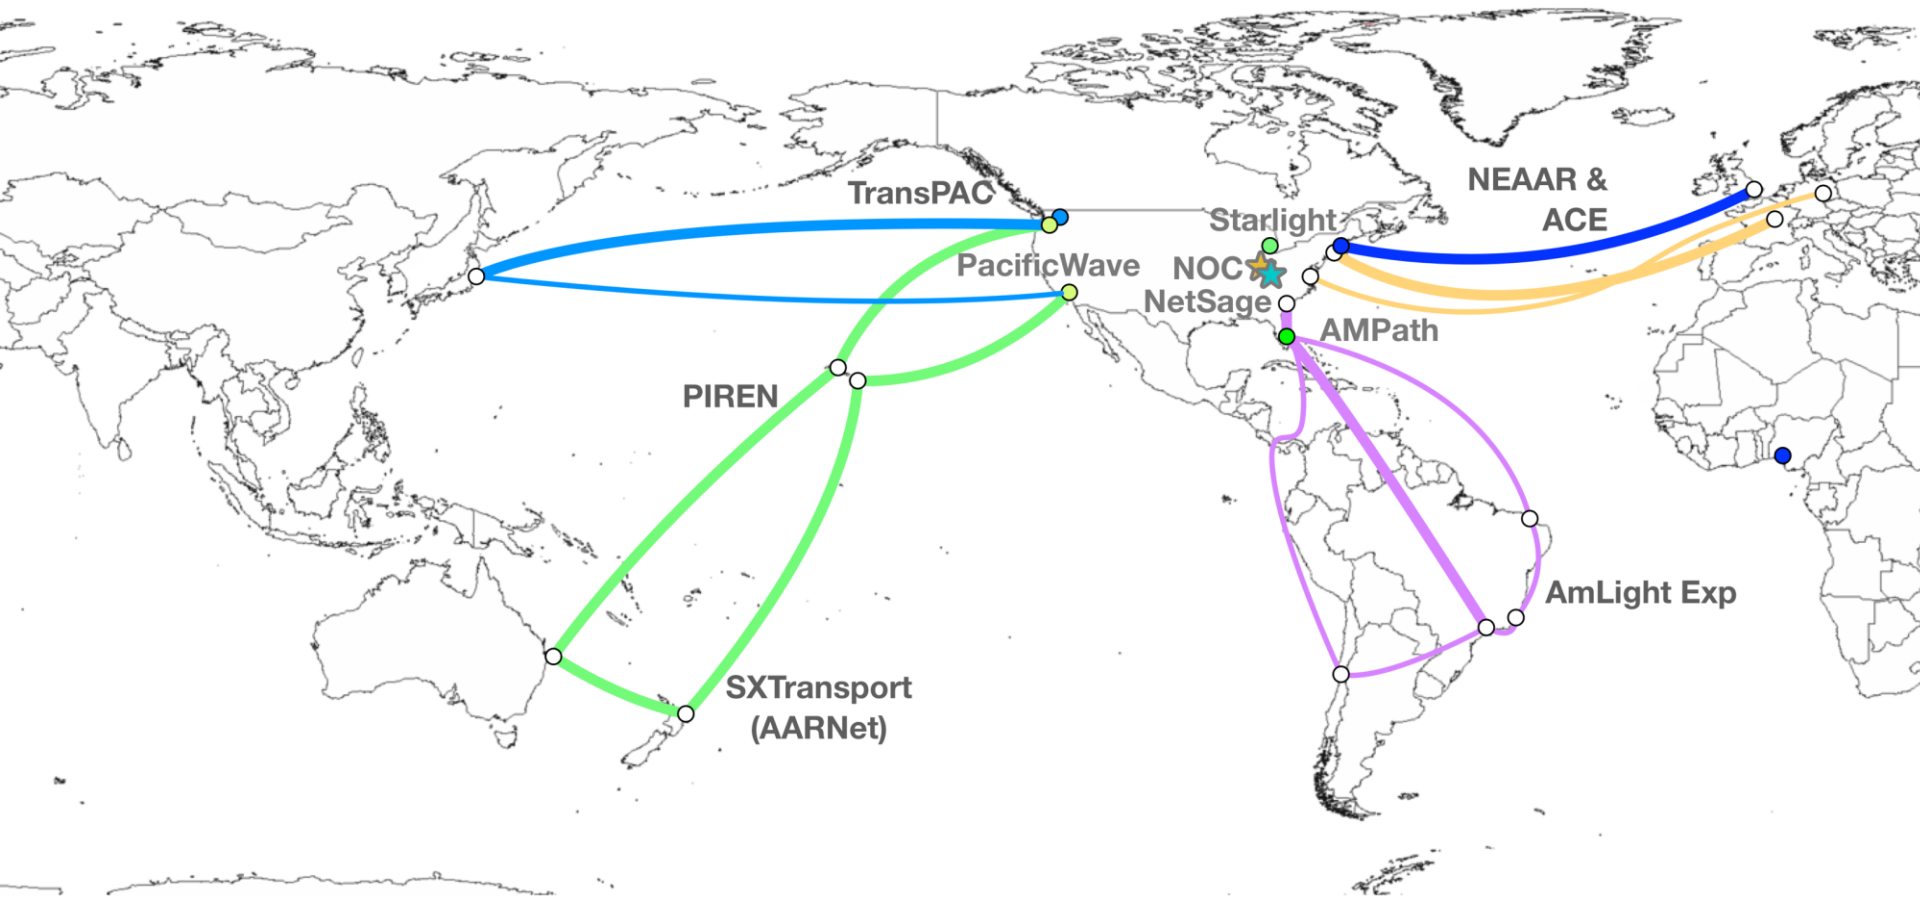 TransPAC
NEAAR &
ACE
Starlight
PacificWave
NOC
NetSage
AMPath
PIREN
AmLight Exp
SXTransport
(AARNet)